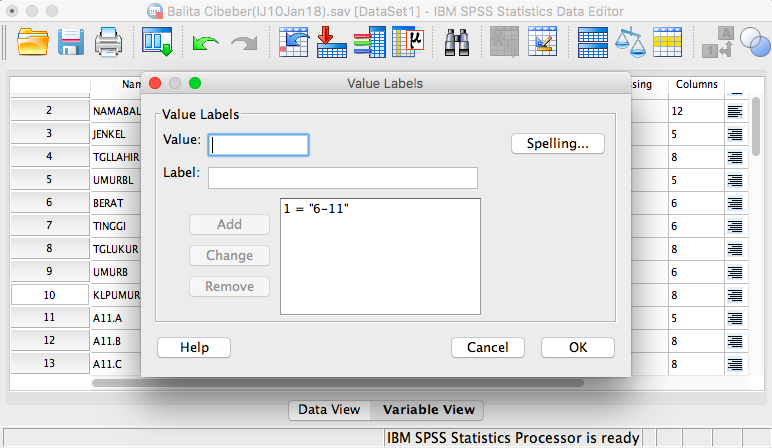 Balita Cibeber(IJ10Jan18).sav [DataSet1] - IBM SPSS Statistics Data Editor
Nam
sing
Columns
Value Labels
Value Labels
Value:
Spelling...
Label:
1 = "6-11"
Add
Change
Remove
Help
Cancel
OK
2 NAMABAL 12
3 JENKEL 5
4 TGLLAHIR 8
5 UMURBL 5
6 BERAT 6
7 TINGGI 6
8 TGLUKUR 8
9 UMURB 6
10 KLPUMUR 8
11 A11.A 5
12 A11.B 8
13 A11.C 8
Data View Variable View
IBM SPSS Statistics Processor is ready